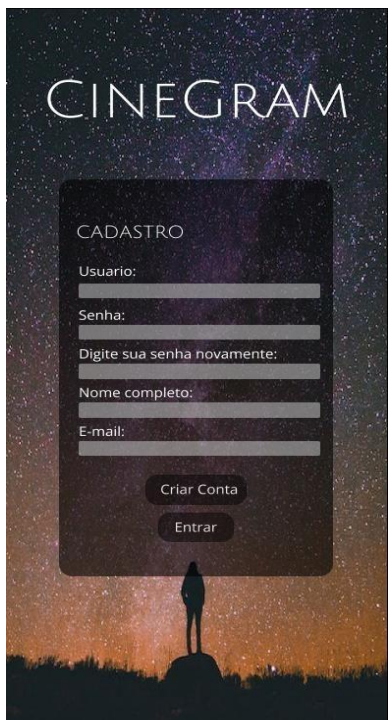 CINEGRAM
CADASTRO
Usuario:
Senha:
Digite sua senha novamente:
Nome completo:
E-mail:
Criar Conta
Entrar